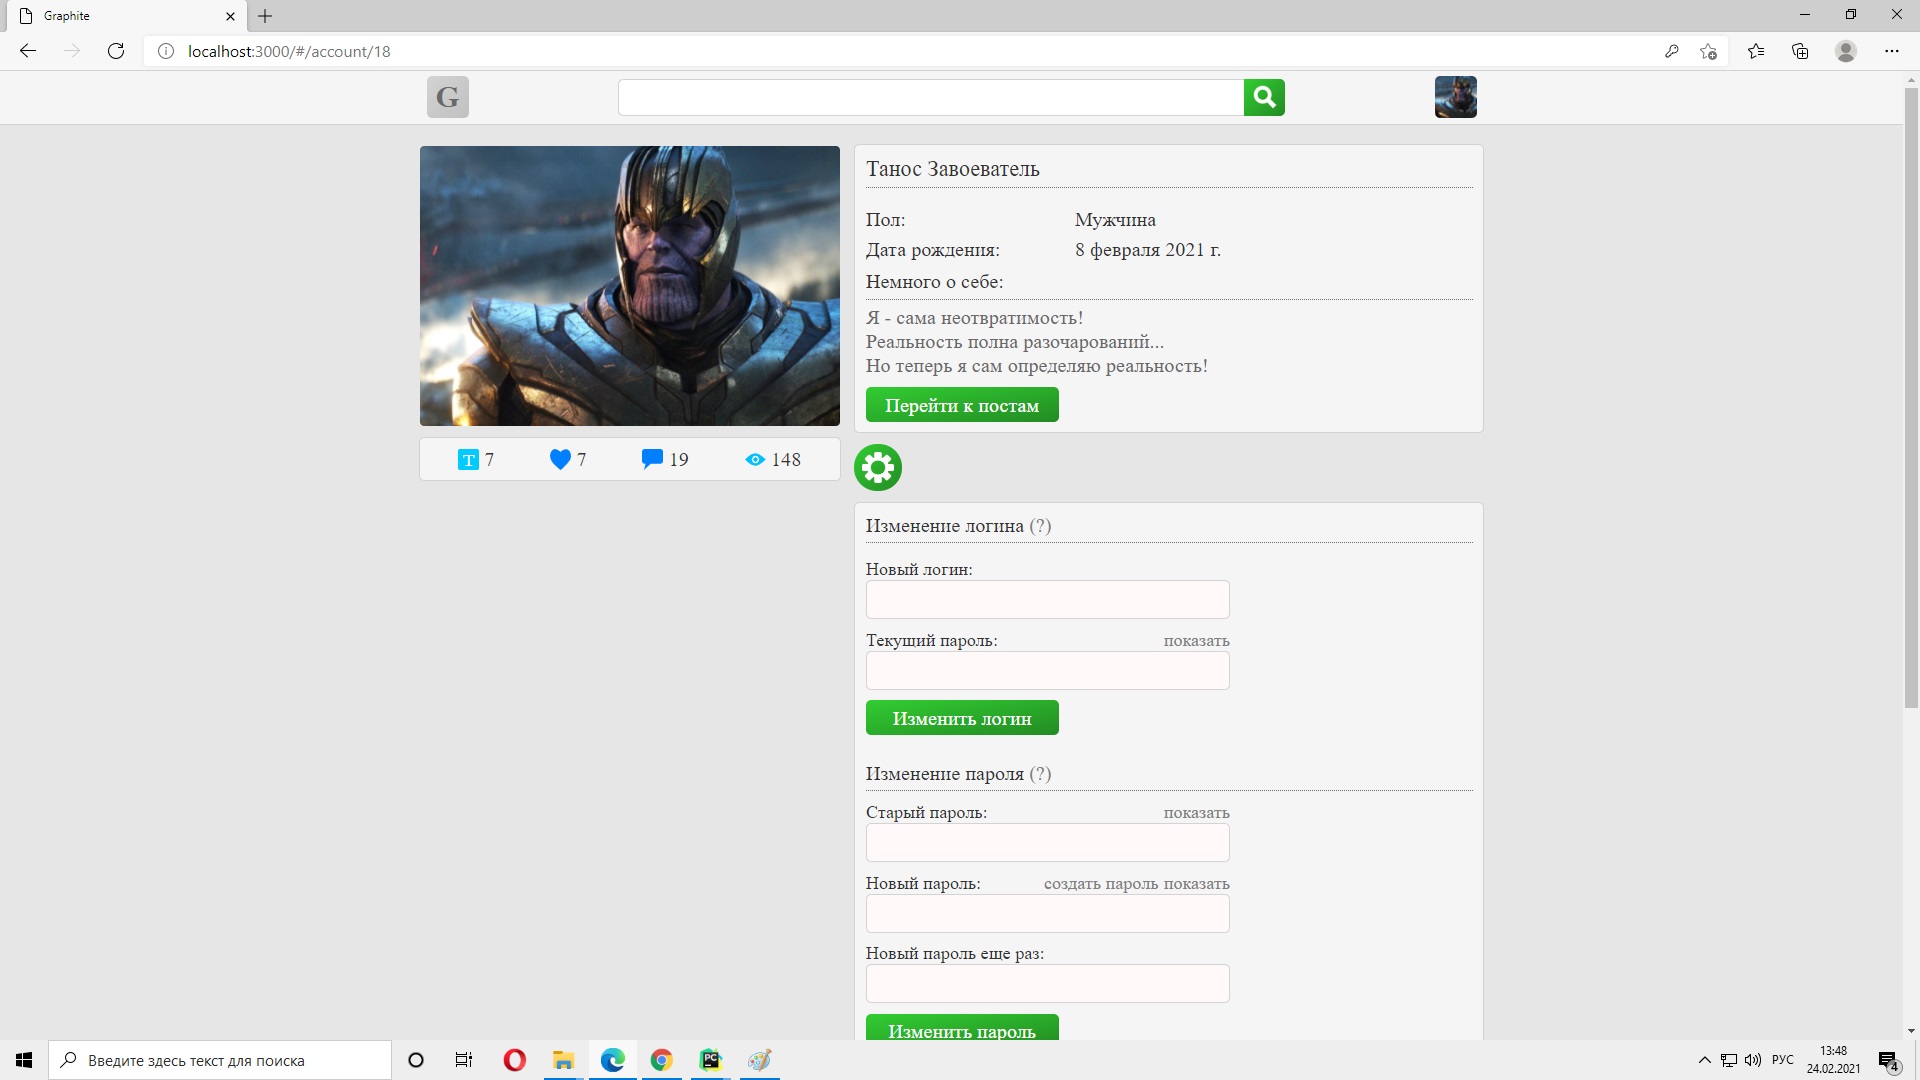 Graphite
localhost:3000/#/account/18
G
Танос Завоеватель
Пол: Мужчина
Дата рождения: 8 февраля 2021 г.
Немного о себе:
Я - сама неотвратимость!
Реальность полна разочарований...
Но теперь я сам определяю реальность!
Перейти к постам
T 7 7 19 148
Изменение логина (?)
Новый логин:
Текущий пароль: показать
Изменить логин
Изменение пароля (?)
Старый пароль: показать
Новый пароль: создать пароль показать
Новый пароль еще раз:
Изменить пароль
Введите здесь текст для поиска
PC
РУС
13:48
24.02.2021
4